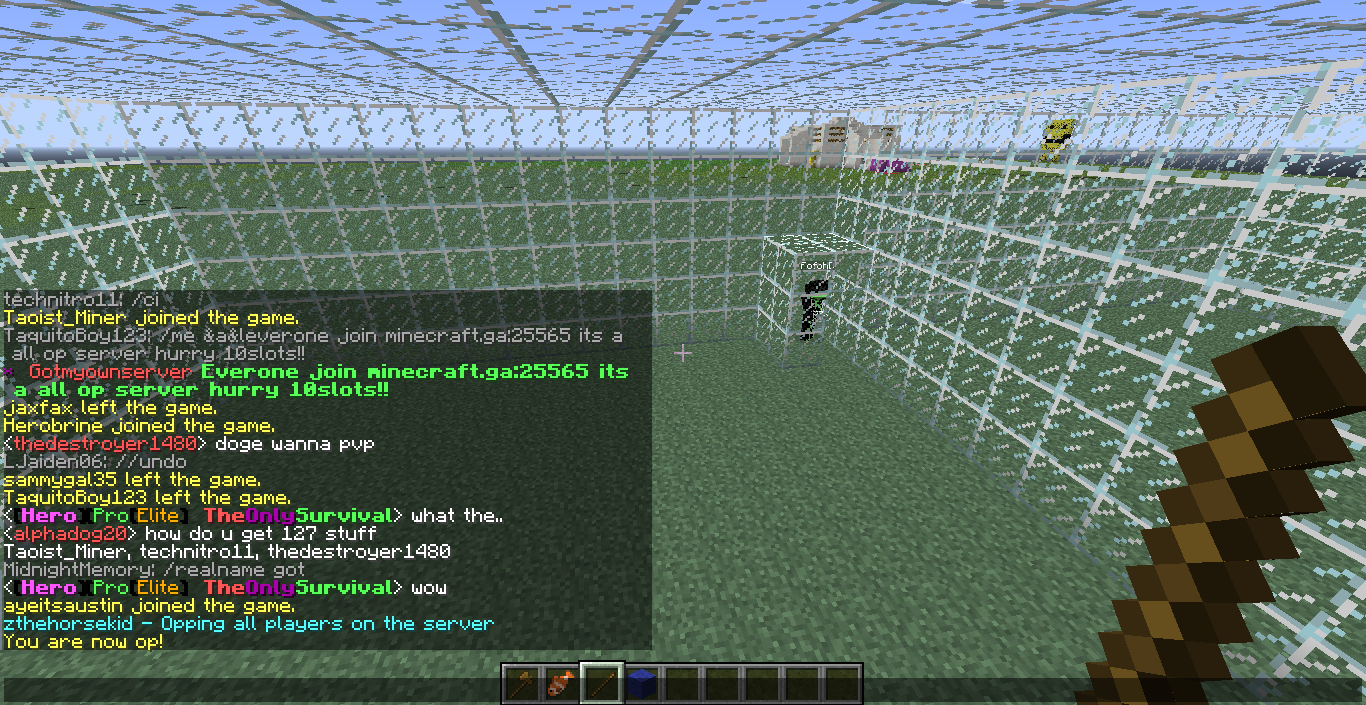 Fofoht
technitro11: /ci
Taoist_Miner joined the game.
TaquitoBoy123: /me &a&leverone join minecraft.ga:25565 its a
all op server hurry 10slots!!
* Gotmyownserver Everone join minecraft.ga:25565 its
a all op server hurry 10slots!!
jaxfax left the game.
Herobrine joined the game.
<thedestroyer1480> doge wanna pvp
LJaiden06: //undo
sammygal35 left the game.
TaquitoBoy123 left the game.
<[Hero][Pro][Elite] TheOnlySurvival> what the..
<alphadog20> how do u get 127 stuff
Taoist_Miner, technitro11, thedestroyer1480
MidnightMemory: /realname got
<[Hero][Pro][Elite] TheOnlySurvival> wow
ayeitsaustin joined the game.
zthehorsekid - Opping all players on the server
You are now op!